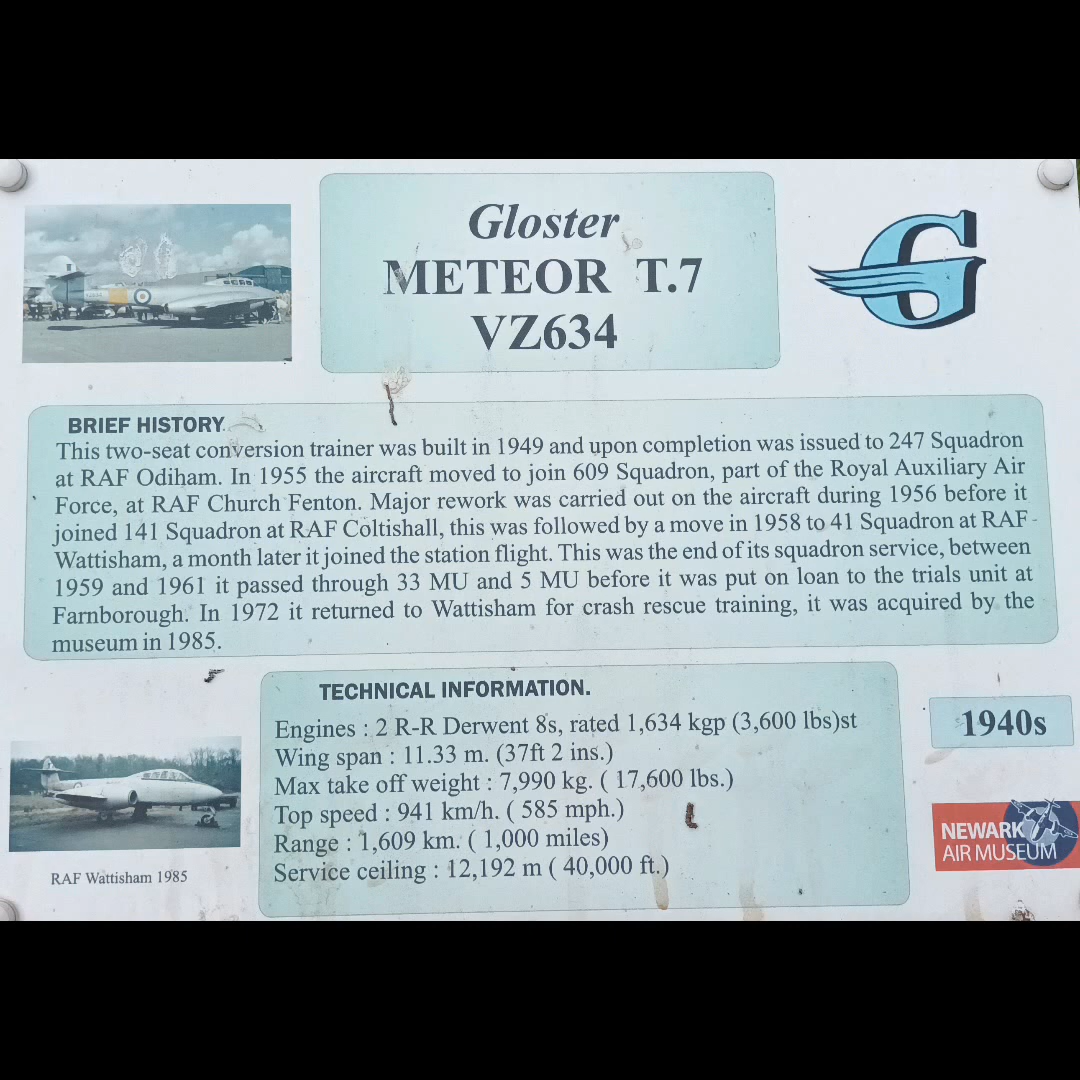 Gloster
METEOR T.7
VZ634
G
BRIEF HISTORY.
This two-seat conversion trainer was built in 1949 and upon completion was issued to 247 Squadron
at RAF Odiham. In 1955 the aircraft moved to join 609 Squadron, part of the Royal Auxiliary Air
Force, at RAF Church Fenton. Major rework was carried out on the aircraft during 1956 before it
joined 141 Squadron at RAF Coltishall, this was followed by a move in 1958 to 41 Squadron at RAF
Wattisham, a month later it joined the station flight. This was the end of its squadron service, between
1959 and 1961 it passed through 33 MU and 5 MU before it was put on loan to the trials unit at
Farnborough. In 1972 it returned to Wattisham for crash rescue training, it was acquired by the
museum in 1985.
TECHNICAL INFORMATION.
Engines : 2 R-R Derwent 8s, rated 1,634 kgp (3,600 lbs)st
Wing span : 11.33 m. (37ft 2 ins.)
Max take off weight : 7,990 kg. ( 17,600 lbs.)
Top speed : 941 km/h. ( 585 mph.)
Range : 1,609 km. ( 1,000 miles)
Service ceiling : 12,192 m ( 40,000 ft.)
RAF Wattisham 1985
1940s
NEWARK
AIR MUSEUM